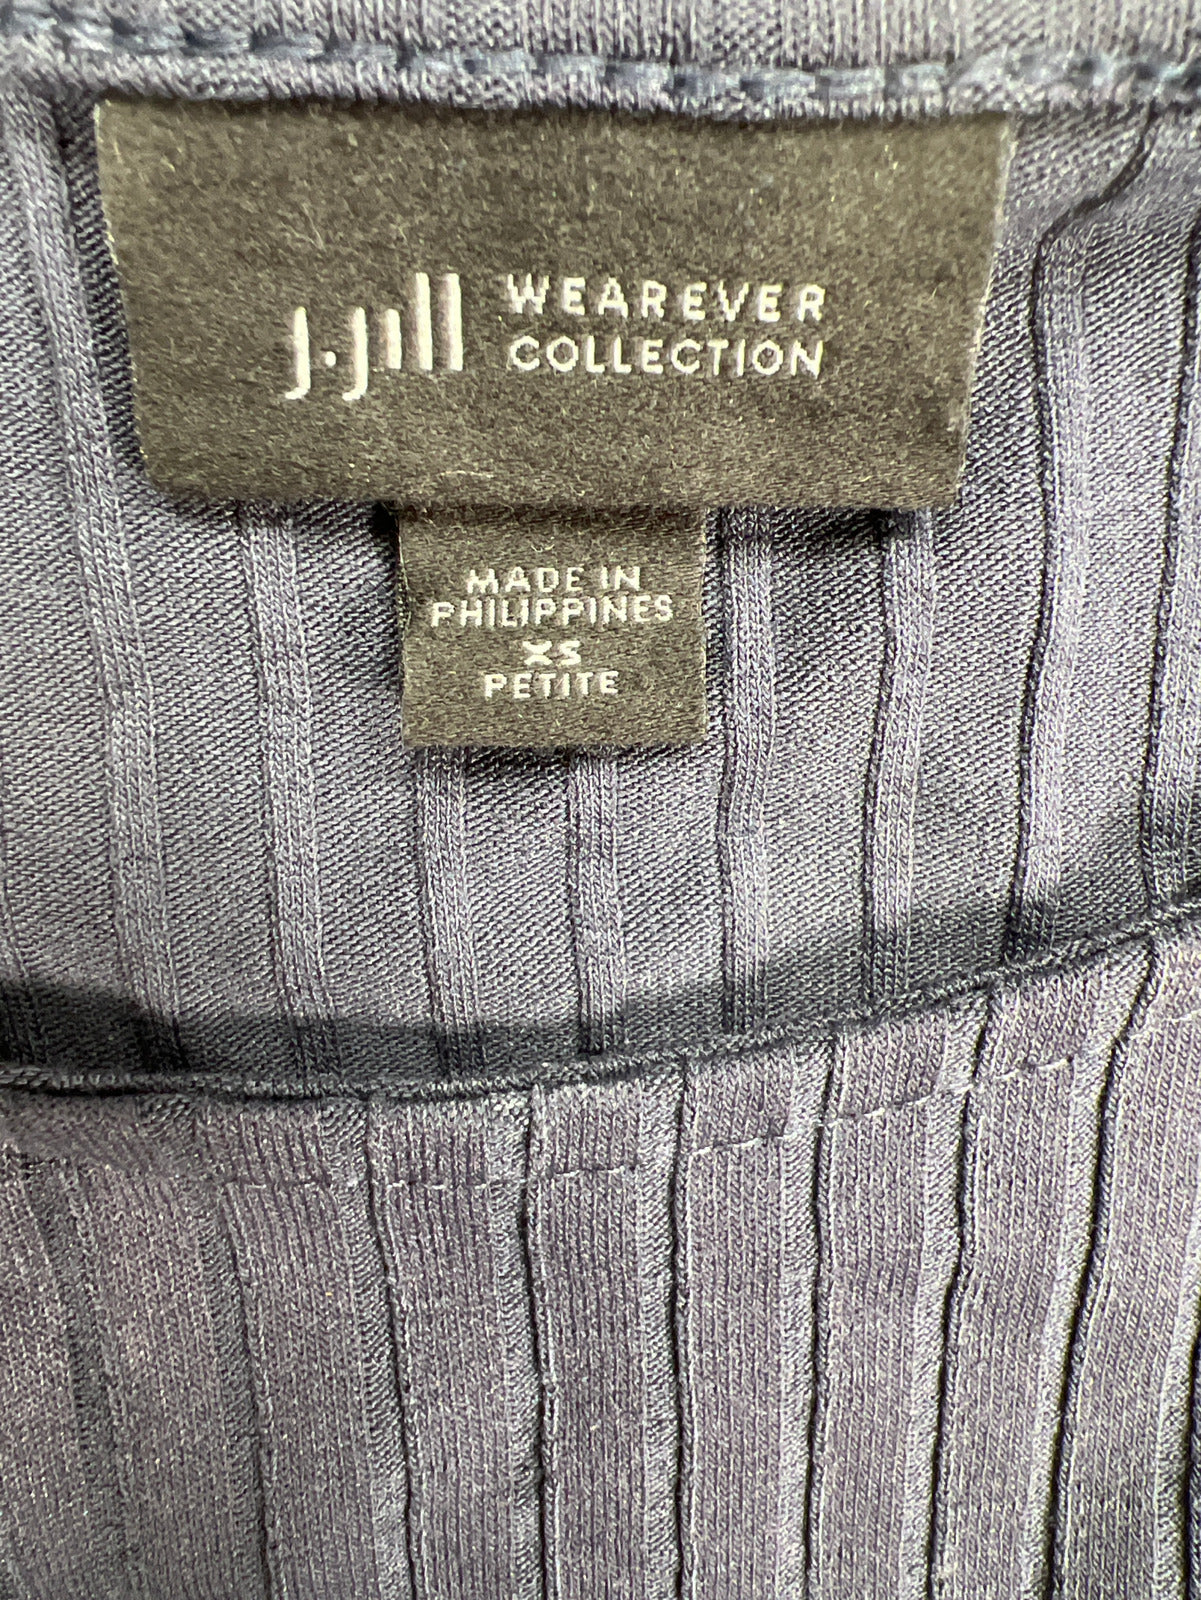 j.jill WEAREVER
COLLECTION
MADE IN
PHILIPPINES
XS
PETITE